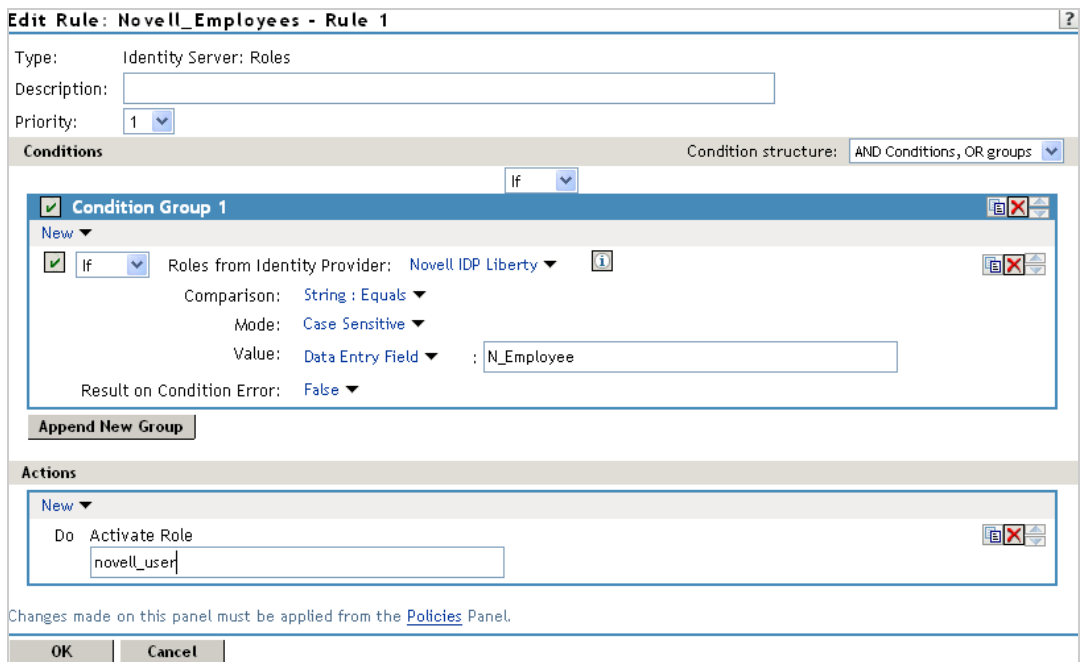 Edit Rule: Novell_Employees - Rule 1 ?
Type: Identity Server: Roles
Description:
Priority: 1
Conditions Condition structure: AND Conditions, OR groups
If
Condition Group 1
New
If Roles from Identity Provider: Novell IDP Liberty
Comparison: String : Equals
Mode: Case Sensitive
Value: Data Entry Field : N_Employee
Result on Condition Error: False
Append New Group
Actions
New
Do Activate Role
novell_user
Changes made on this panel must be applied from the Policies Panel.
OK Cancel